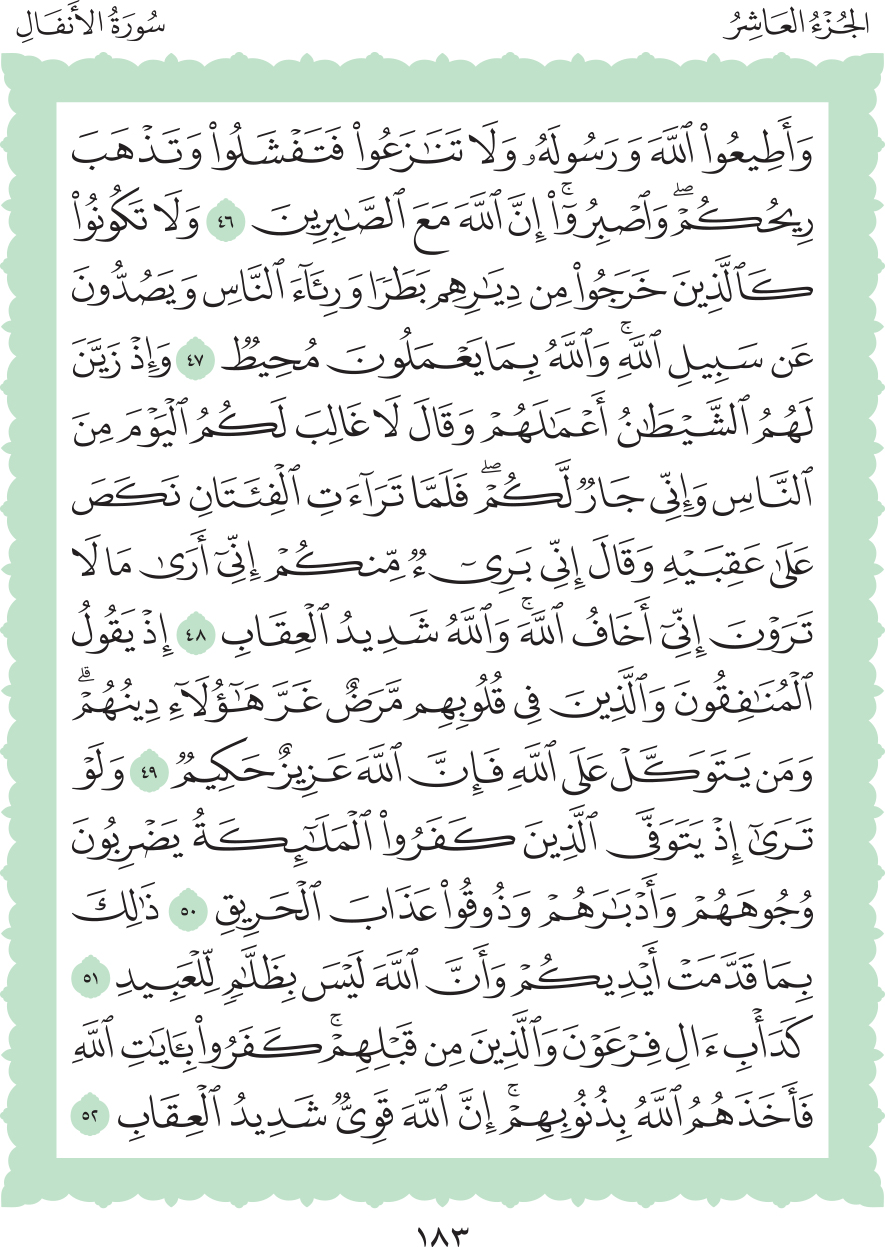 الجُزْءُ العَاشِرُ سُورَةُ الأَنفَالِ
وَأَطِيعُواْ ٱللَّهَ وَرَسُولَهُۥ وَلَا تَنَٰزَعُواْ فَتَفْشَلُواْ وَتَذْهَبَ
رِيحُكُمْۖ وَٱصْبِرُوٓاْۚ إِنَّ ٱللَّهَ مَعَ ٱلصَّٰبِرِينَ ٤٦ وَلَا تَكُونُواْ
كَٱلَّذِينَ خَرَجُواْ مِن دِيَٰرِهِم بَطَرٗا وَرِئَآءَ ٱلنَّاسِ وَيَصُدُّونَ
عَن سَبِيلِ ٱللَّهِۚ وَٱللَّهُ بِمَا يَعْمَلُونَ مُحِيطٞ ٤٧ وَإِذْ زَيَّنَ
لَهُمُ ٱلشَّيْطَٰنُ أَعْمَٰلَهُمْ وَقَالَ لَا غَالِبَ لَكُمُ ٱلْيَوْمَ مِنَ
ٱلنَّاسِ وَإِنِّي جَارٞ لَّكُمْۖ فَلَمَّا تَرَآءَتِ ٱلْفِئَتَانِ نَكَصَ
عَلَىٰ عَقِبَيْهِ وَقَالَ إِنِّي بَرِيٓءٞ مِّنكُمْ إِنِّيٓ أَرَىٰ مَا لَا
تَرَوْنَ إِنِّيٓ أَخَافُ ٱللَّهَۚ وَٱللَّهُ شَدِيدُ ٱلْعِقَابِ ٤٨ إِذْ يَقُولُ
ٱلْمُنَٰفِقُونَ وَٱلَّذِينَ فِي قُلُوبِهِم مَّرَضٌ غَرَّ هَٰٓؤُلَآءِ دِينُهُمْۗ
وَمَن يَتَوَكَّلْ عَلَى ٱللَّهِ فَإِنَّ ٱللَّهَ عَزِيزٌ حَكِيمٞ ٤٩ وَلَوْ
تَرَىٰٓ إِذْ يَتَوَفَّى ٱلَّذِينَ كَفَرُواْ ٱلْمَلَٰٓئِكَةُ يَضْرِبُونَ
وُجُوهَهُمْ وَأَدْبَٰرَهُمْ وَذُوقُواْ عَذَابَ ٱلْحَرِيقِ ٥٠ ذَٰلِكَ
بِمَا قَدَّمَتْ أَيْدِيكُمْ وَأَنَّ ٱللَّهَ لَيْسَ بِظَلَّٰمٖ لِّلْعَبِيدِ ٥١
كَدَأْبِ ءَالِ فِرْعَوْنَ وَٱلَّذِينَ مِن قَبْلِهِمْۚ كَفَرُواْ بِـَٔايَٰتِ ٱللَّهِ
فَأَخَذَهُمُ ٱللَّهُ بِذُنُوبِهِمْۚ إِنَّ ٱللَّهَ قَوِيّٞ شَدِيدُ ٱلْعِقَابِ ٥٢
١٨٣